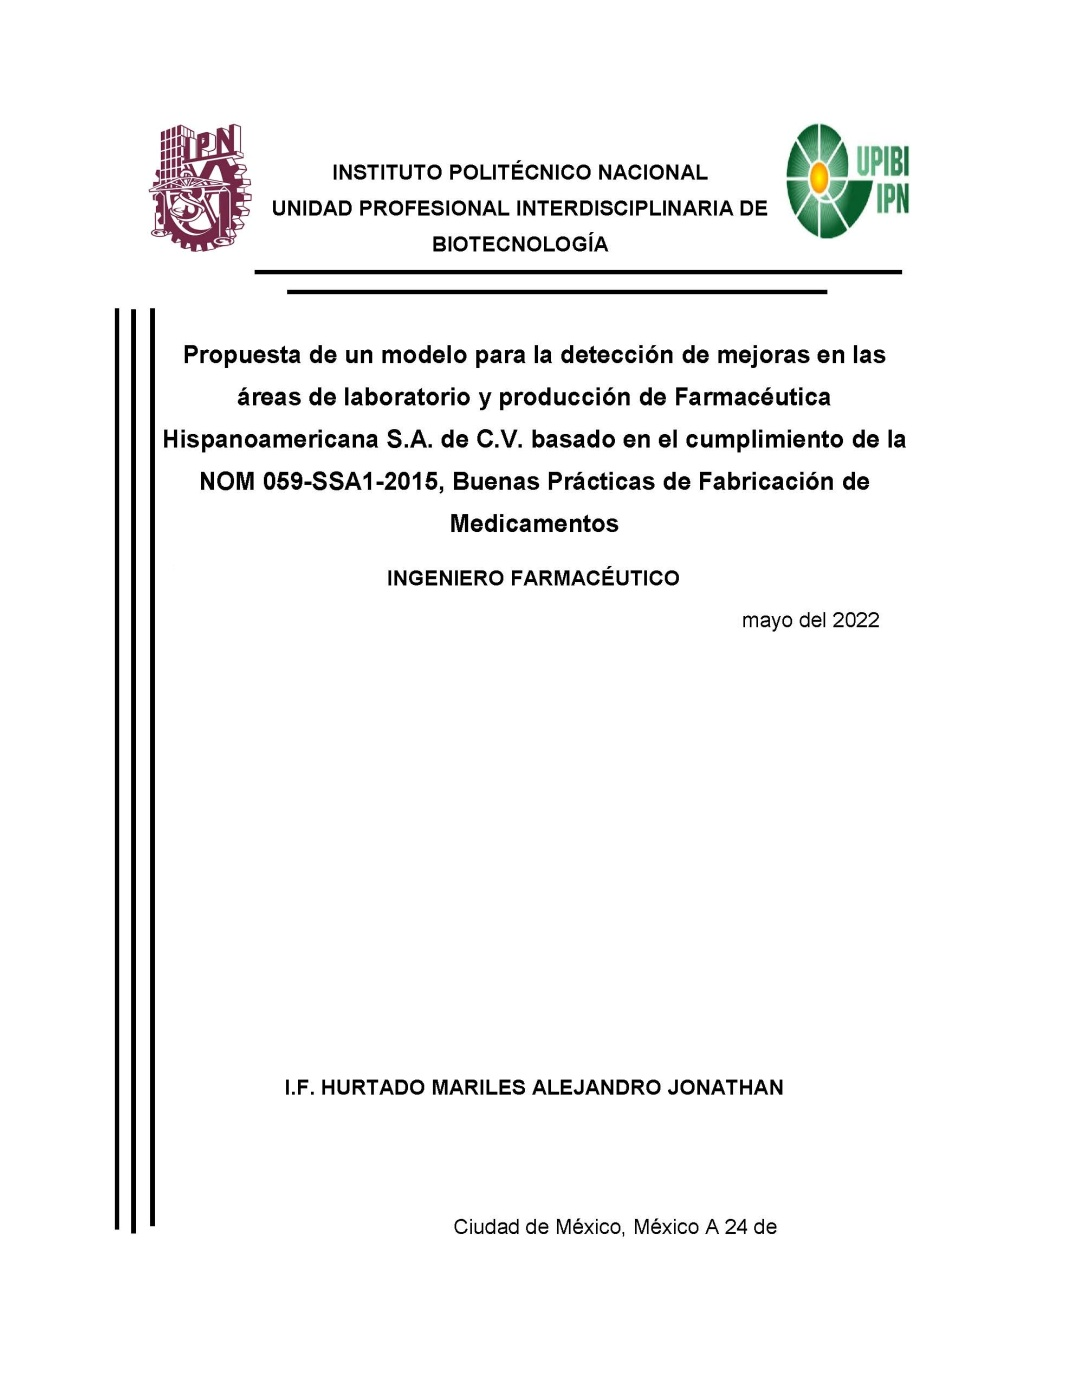 IPN
INSTITUTO POLITÉCNICO NACIONAL
UNIDAD PROFESIONAL INTERDISCIPLINARIA DE
BIOTECNOLOGÍA
UPIBI
IPN
Propuesta de un modelo para la detección de mejoras en las
áreas de laboratorio y producción de Farmacéutica
Hispanoamericana S.A. de C.V. basado en el cumplimiento de la
NOM 059-SSA1-2015, Buenas Prácticas de Fabricación de
Medicamentos
INGENIERO FARMACÉUTICO
mayo del 2022
I.F. HURTADO MARILES ALEJANDRO JONATHAN
Ciudad de México, México A 24 de